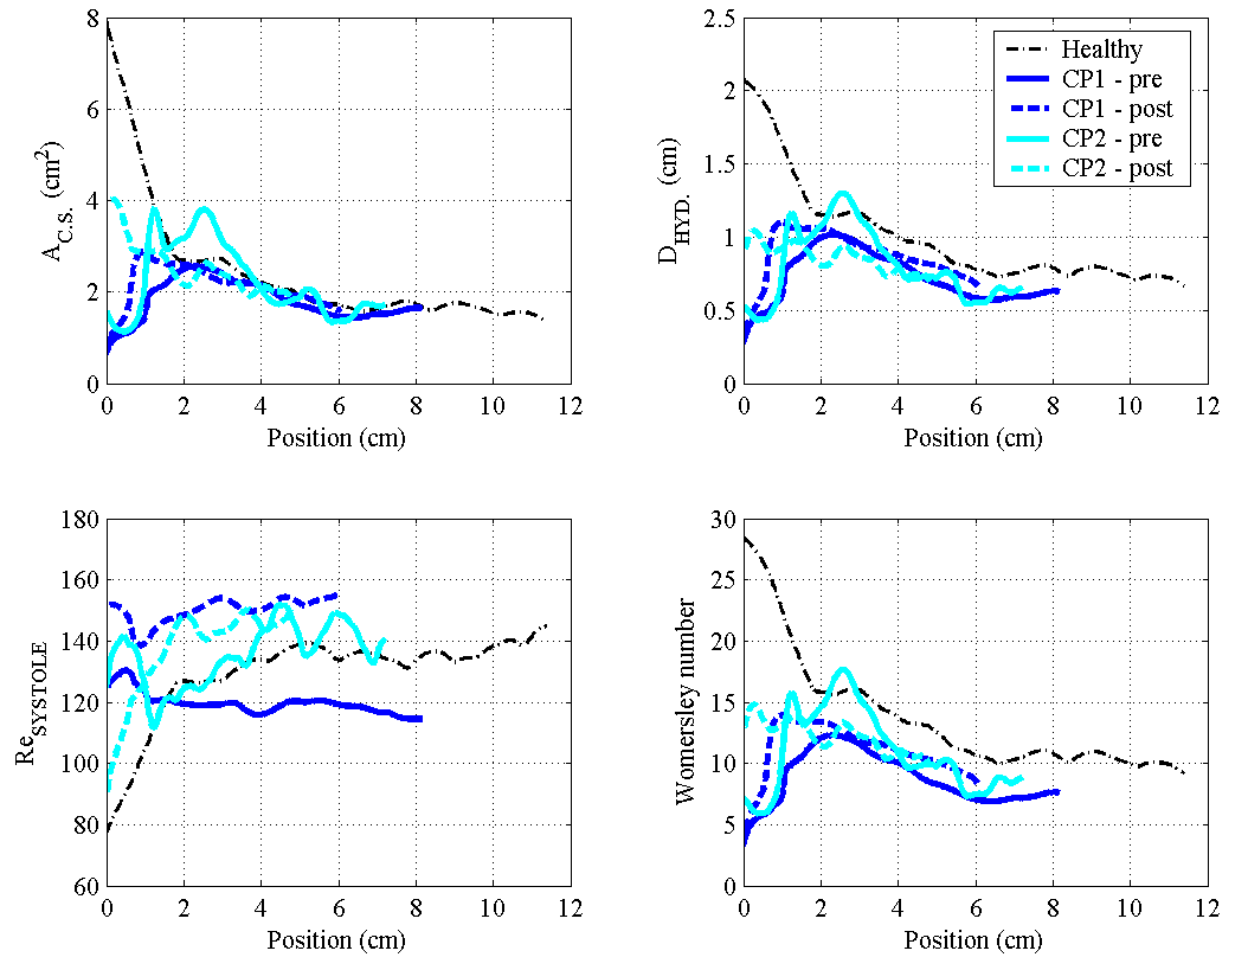 8
6
4
2
0
A_C.S. (cm²)
0 2 4 6 8 10 12
Position (cm)
2.5
2
1.5
1
0.5
0
D_HYD. (cm)
Healthy
CP1 - pre
CP1 - post
CP2 - pre
CP2 - post
0 2 4 6 8 10 12
Position (cm)
180
160
140
120
100
80
60
Re_SYSTOLE
0 2 4 6 8 10 12
Position (cm)
30
25
20
15
10
5
0
Womersley number
0 2 4 6 8 10 12
Position (cm)